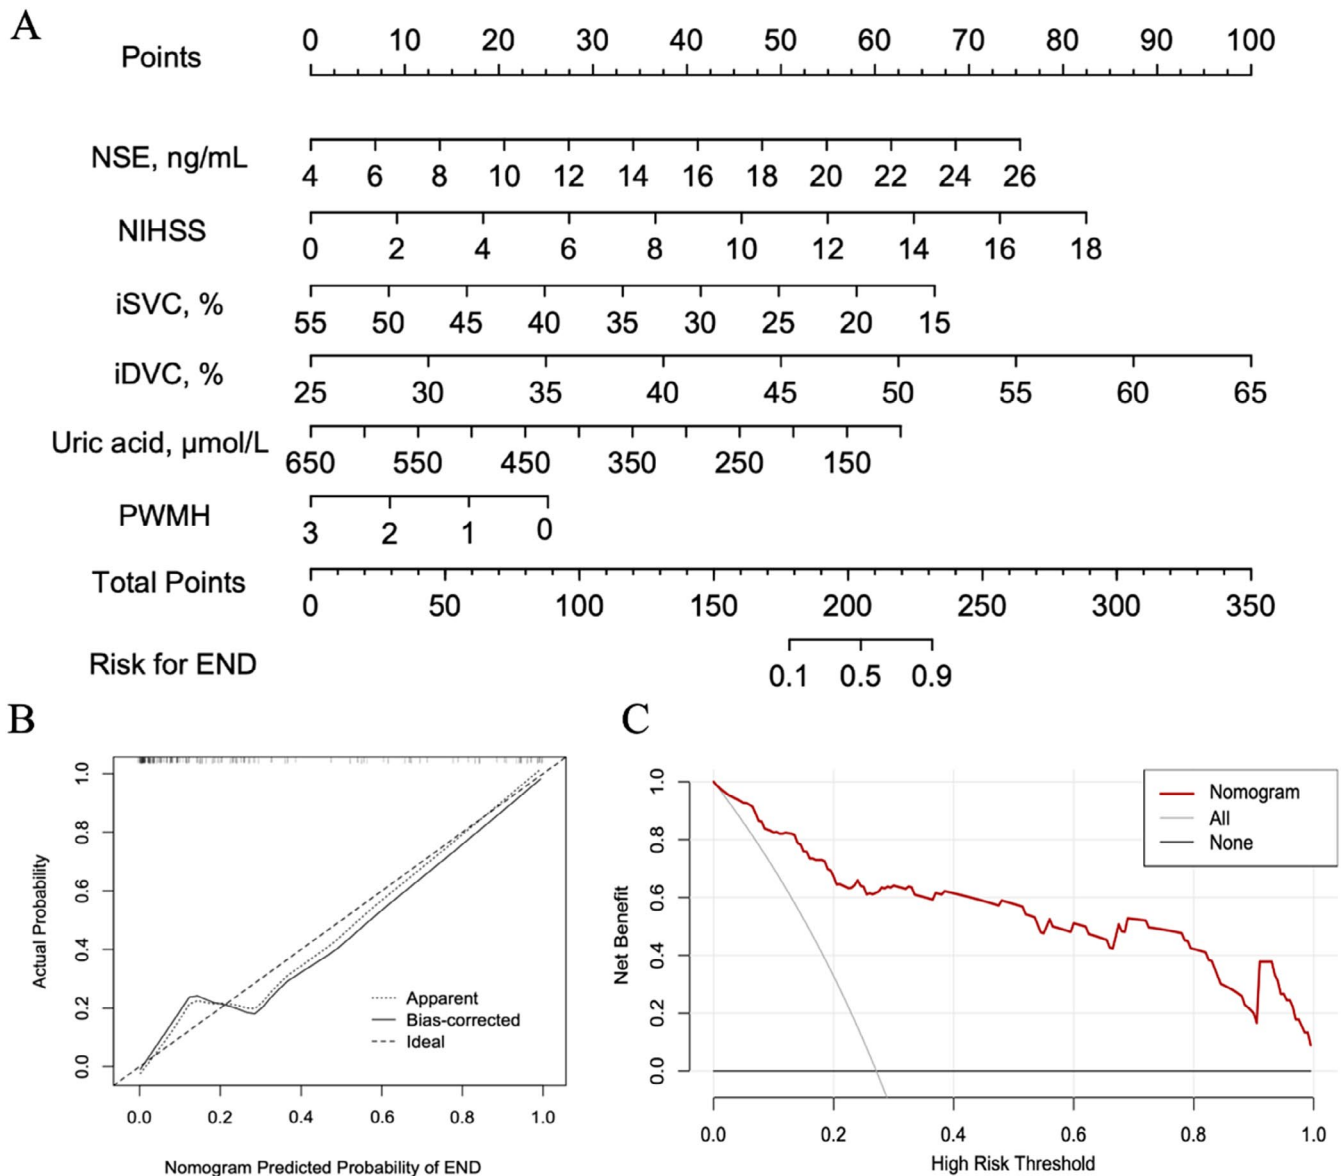 A
Points
0 10 20 30 40 50 60 70 80 90 100
NSE, ng/mL
4 6 8 10 12 14 16 18 20 22 24 26
NIHSS
0 2 4 6 8 10 12 14 16 18
iSVC, %
55 50 45 40 35 30 25 20 15
iDVC, %
25 30 35 40 45 50 55 60 65
Uric acid, μmol/L
650 550 450 350 250 150
PWMH
3 2 1 0
Total Points
0 50 100 150 200 250 300 350
Risk for END
0.1 0.5 0.9
B
Actual Probability
1.0
0.8
0.6
0.4
0.2
0.0
Apparent
Bias-corrected
Ideal
0.0 0.2 0.4 0.6 0.8 1.0
Nomogram Predicted Probability of END
C
Net Benefit
1.0
0.8
0.6
0.4
0.2
0.0
Nomogram
All
None
0.0 0.2 0.4 0.6 0.8 1.0
High Risk Threshold